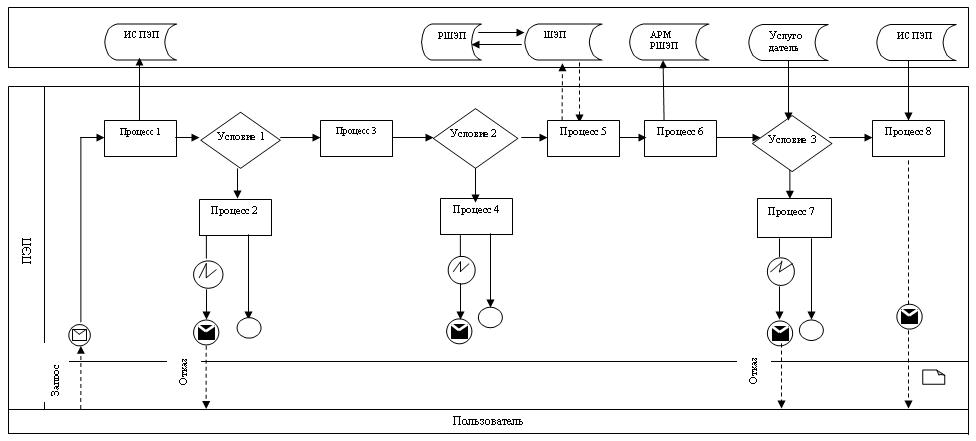 ИС ПЭП
РШЭП
ШЭП
АРМ
РШЭП
Услуго
датель
ИС ПЭП
Процесс 1
Условие 1
Процесс 3
Условие 2
Процесс 5
Процесс 6
Условие 3
Процесс 8
Процесс 2
Процесс 4
Процесс 7
ПЭП
Запрос
Отказ
Отказ
Пользователь